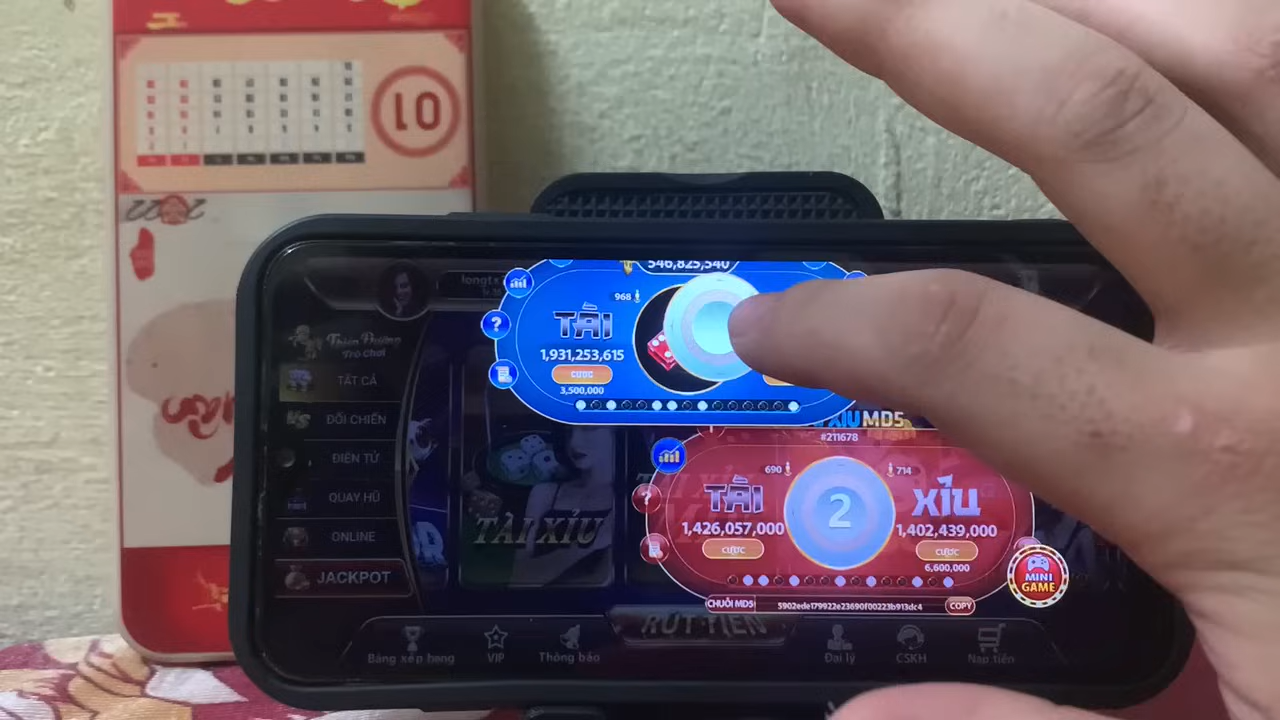 10
546,825,540
longtx
968
TÀI
1,931,253,615
CƯỢC
3,500,000
?
Thiên Đường
Trò Chơi
TẤT CẢ
ĐỐI CHIẾN
ĐIỆN TỬ
QUAY HŨ
ONLINE
JACKPOT
TÀI XỈU
XỈU MD5
#211678
690
714
?
TÀI
2
XỈU
1,426,057,000
1,402,439,000
CƯỢC
CƯỢC
6,600,000
MINI
GAME
CHUỖI MD5
5902ede179922e23690f00223b913dc4
COPY
RÚT TIỀN
Bảng xếp hạng
VIP
Thông báo
Đại lý
CSKH
Nạp tiền